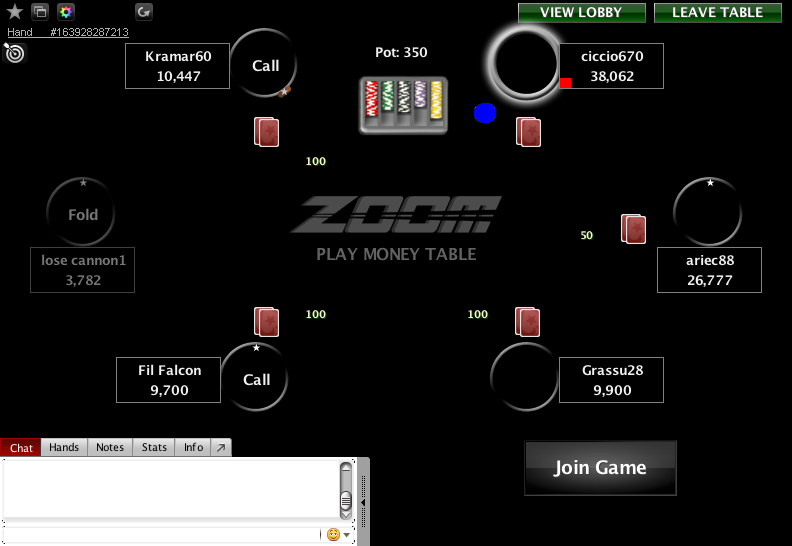 VIEW LOBBY
LEAVE TABLE
Hand #163928287213
Kramar60
10,447
Call
Pot: 350
ciccio670
38,062
100
Fold
lose cannon1
3,782
ZOOM
PLAY MONEY TABLE
50
ariec88
26,777
100
100
Fil Falcon
9,700
Call
Grassu28
9,900
Chat Hands Notes Stats Info
Join Game